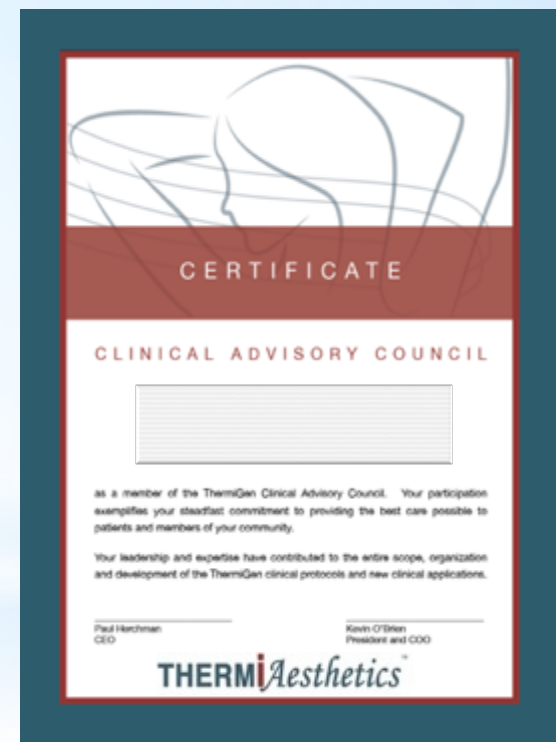 CERTIFICATE
CLINICAL ADVISORY COUNCIL
as a member of the ThermiGen Clinical Advisory Council. Your participation
exemplifies your steadfast commitment to providing the best care possible to
patients and members of your community.
Your leadership and expertise have contributed to the entire scope, organization
and development of the ThermiGen clinical protocols and new clinical applications.
Paul Herchman
CEO
Kevin O'Brien
President and COO
THERMiAesthetics™